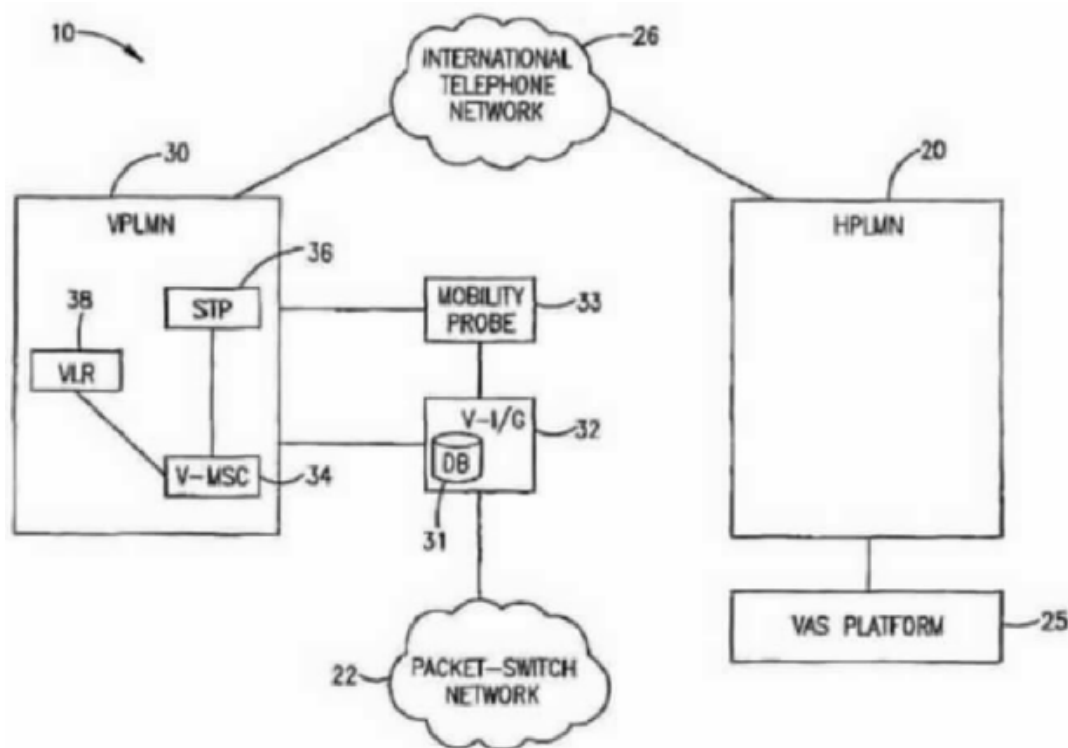 10
26
INTERNATIONAL
TELEPHONE
NETWORK
30
20
VPLMN
HPLMN
36
STP
MOBILITY
PROBE
33
38
VLR
V-I/G
32
DB
V-MSC
34
31
VAS PLATFORM
25
22
PACKET-SWITCH
NETWORK